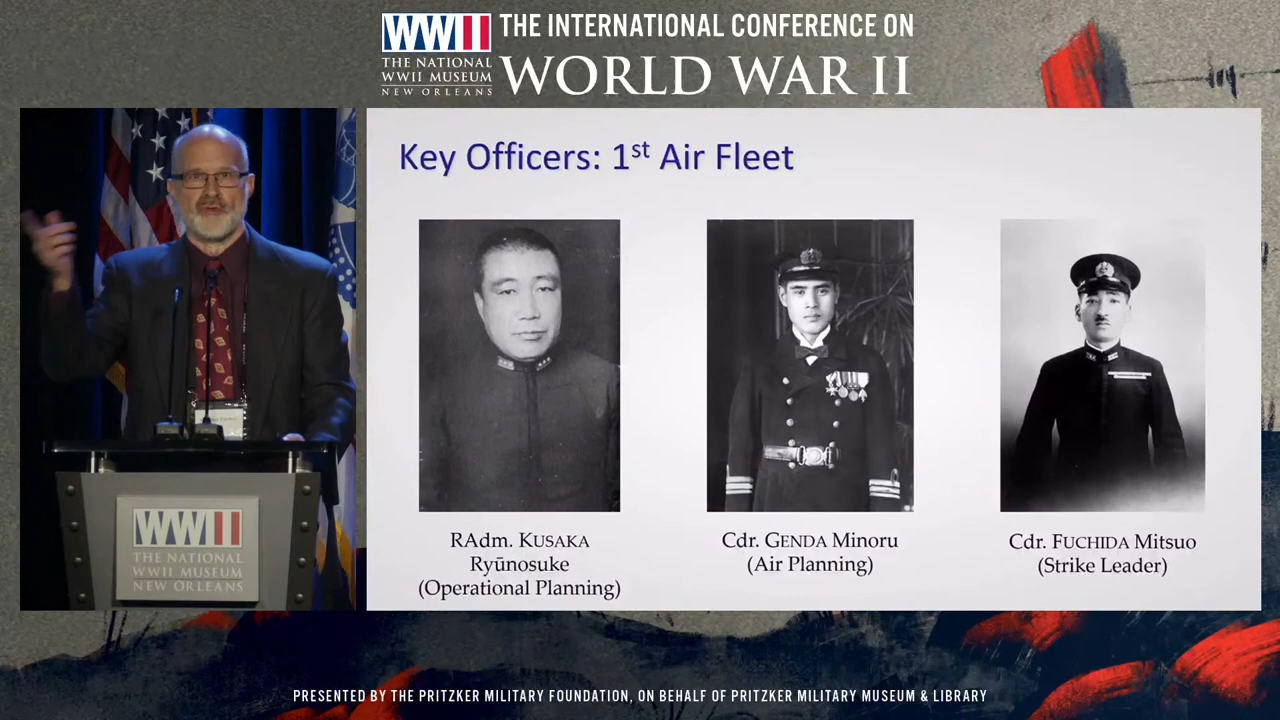 WWII
THE NATIONAL
WWII MUSEUM
NEW ORLEANS
THE INTERNATIONAL CONFERENCE ON
WORLD WAR II
Key Officers: 1st Air Fleet
RAdm. KUSAKA
Ryūnosuke
(Operational Planning)
Cdr. GENDA Minoru
(Air Planning)
Cdr. FUCHIDA Mitsuo
(Strike Leader)
WWII
THE NATIONAL
WWII MUSEUM
NEW ORLEANS
PRESENTED BY THE PRITZKER MILITARY FOUNDATION, ON BEHALF OF PRITZKER MILITARY MUSEUM & LIBRARY